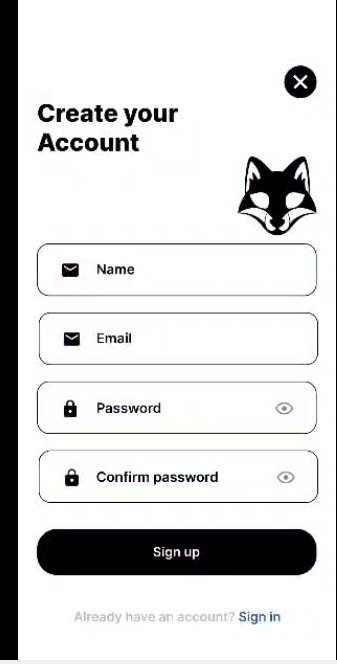 Create your
Account
Name
Email
Password
Confirm password
Sign up
Already have an account? Sign in